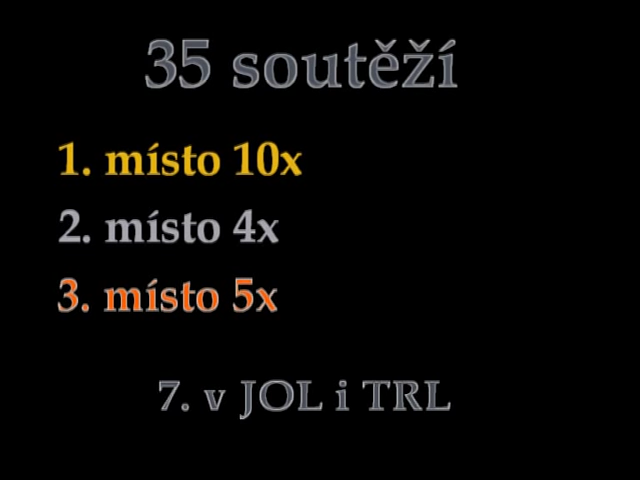 35 soutěží
1. místo 10x
2. místo 4x
3. místo 5x
7. v JOL i TRL